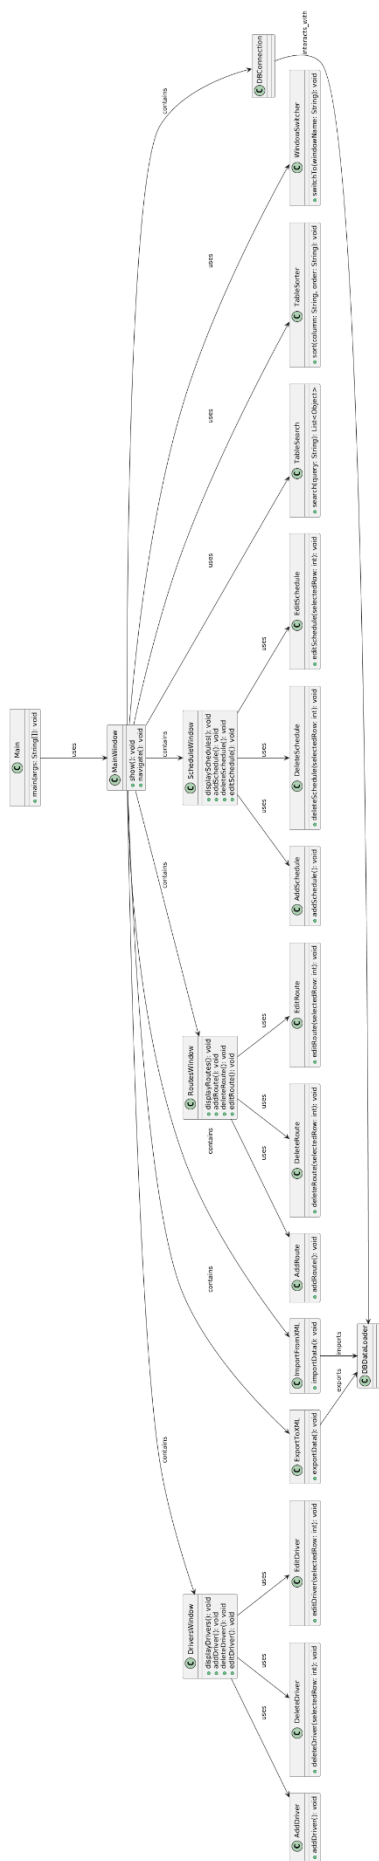 Main
main(args: String[]): void
uses
MainWindow
show(): void
navigate(): void
contains
contains
contains
contains
contains
contains
uses
uses
uses
DriversWindow
displayDrivers(): void
addDriver(): void
deleteDriver(): void
editDriver(): void
RoutesWindow
displayRoutes(): void
addRoute(): void
deleteRoute(): void
editRoute(): void
ScheduleWindow
displaySchedules(): void
addSchedule(): void
deleteSchedule(): void
editSchedule(): void
DBConnection
interacts_with
uses
uses
uses
uses
uses
uses
uses
uses
uses
AddDriver
addDriver(): void
DeleteDriver
deleteDriver(selectedRow: int): void
EditDriver
editDriver(selectedRow: int): void
ExportToXML
exportData(): void
ImportFromXML
importData(): void
AddRoute
addRoute(): void
DeleteRoute
deleteRoute(selectedRow: int): void
EditRoute
editRoute(selectedRow: int): void
AddSchedule
addSchedule(): void
DeleteSchedule
deleteSchedule(selectedRow: int): void
EditSchedule
editSchedule(selectedRow: int): void
TableSearch
search(query: String): List<Object>
TableSorter
sort(column: String, order: String): void
WindowSwitcher
switchTo(windowName: String): void
exports
imports
DBDataLoader